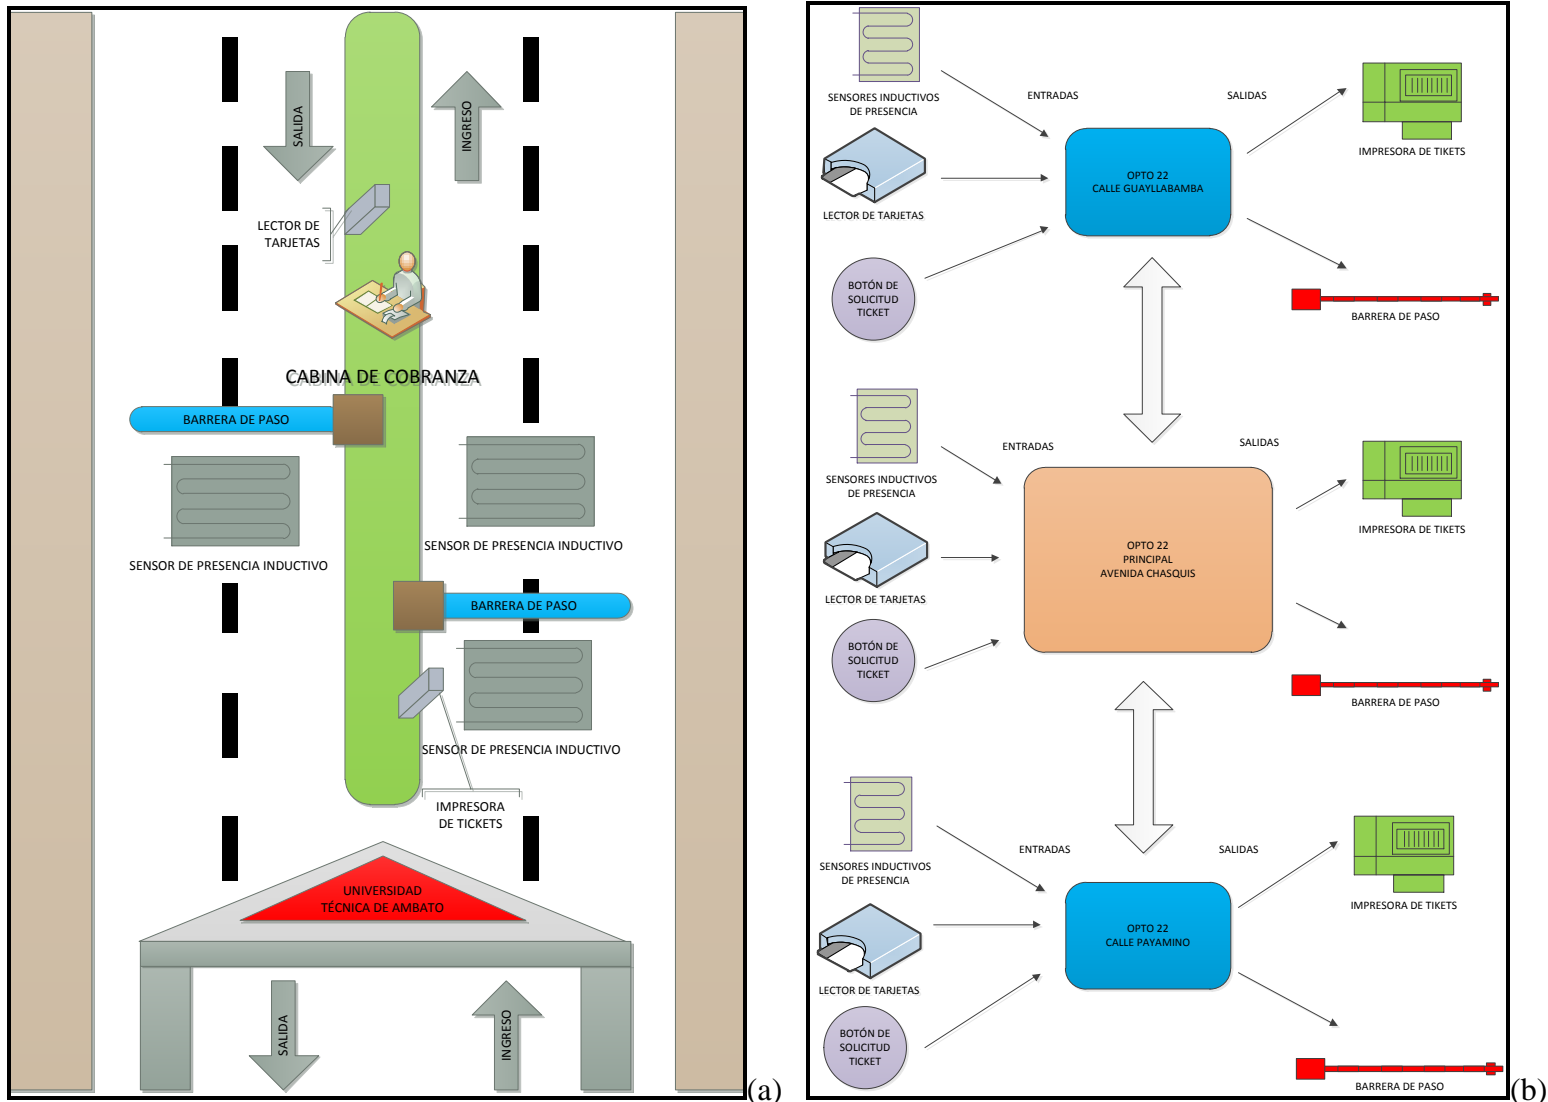 SALIDA
INGRESO
LECTOR DE
TARJETAS
CABINA DE COBRANZA
BARRERA DE PASO
SENSOR DE PRESENCIA INDUCTIVO
SENSOR DE PRESENCIA INDUCTIVO
BARRERA DE PASO
SENSOR DE PRESENCIA INDUCTIVO
IMPRESORA
DE TICKETS
UNIVERSIDAD
TÉCNICA DE AMBATO
SALIDA
INGRESO
(a)
SENSORES INDUCTIVOS
DE PRESENCIA
ENTRADAS
SALIDAS
IMPRESORA DE TIKETS
OPTO 22
CALLE GUAYLLABAMBA
LECTOR DE TARJETAS
BOTÓN DE
SOLICITUD
TICKET
BARRERA DE PASO
SENSORES INDUCTIVOS
DE PRESENCIA
ENTRADAS
SALIDAS
IMPRESORA DE TIKETS
OPTO 22
PRINCIPAL
AVENIDA CHASQUIS
LECTOR DE TARJETAS
BOTÓN DE
SOLICITUD
TICKET
BARRERA DE PASO
SENSORES INDUCTIVOS
DE PRESENCIA
ENTRADAS
SALIDAS
IMPRESORA DE TIKETS
OPTO 22
CALLE PAYAMINO
LECTOR DE TARJETAS
BOTÓN DE
SOLICITUD
TICKET
BARRERA DE PASO
(b)